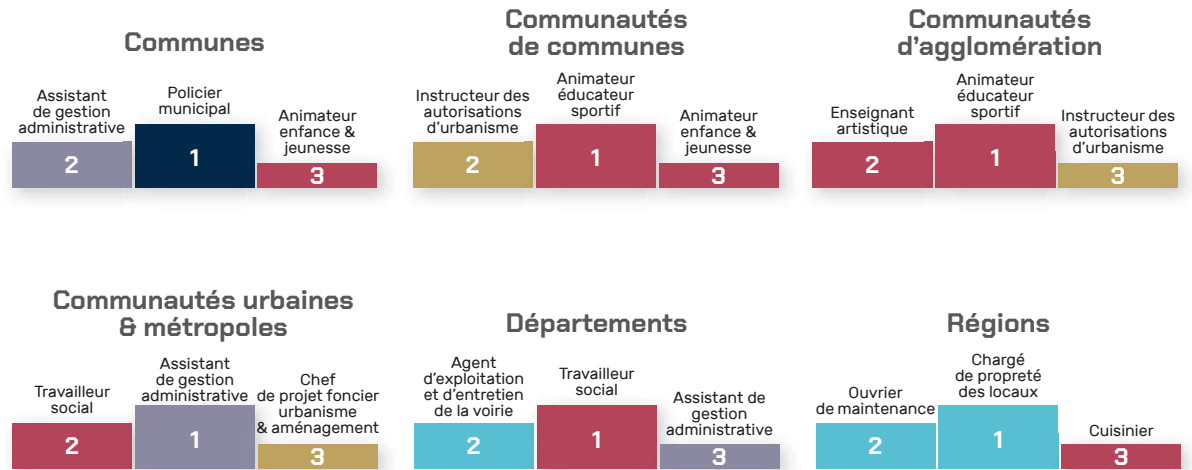 Communes
Assistant
de gestion
administrative
2
Policier
municipal
1
Animateur
enfance &
jeunesse
3
Communautés
de communes
Instructeur des
autorisations
d'urbanisme
2
Animateur
éducateur
sportif
1
Animateur
enfance &
jeunesse
3
Communautés
d'agglomération
Enseignant
artistique
2
Animateur
éducateur
sportif
1
Instructeur des
autorisations
d'urbanisme
3
Communautés urbaines
& métropoles
Travailleur
social
2
Assistant
de gestion
administrative
1
Chef
de projet foncier
urbanisme
& aménagement
3
Départements
Agent
d'exploitation
et d'entretien
de la voirie
2
Travailleur
social
1
Assistant de
gestion
administrative
3
Régions
Ouvrier
de maintenance
2
Chargé
de propreté
des locaux
1
Cuisinier
3